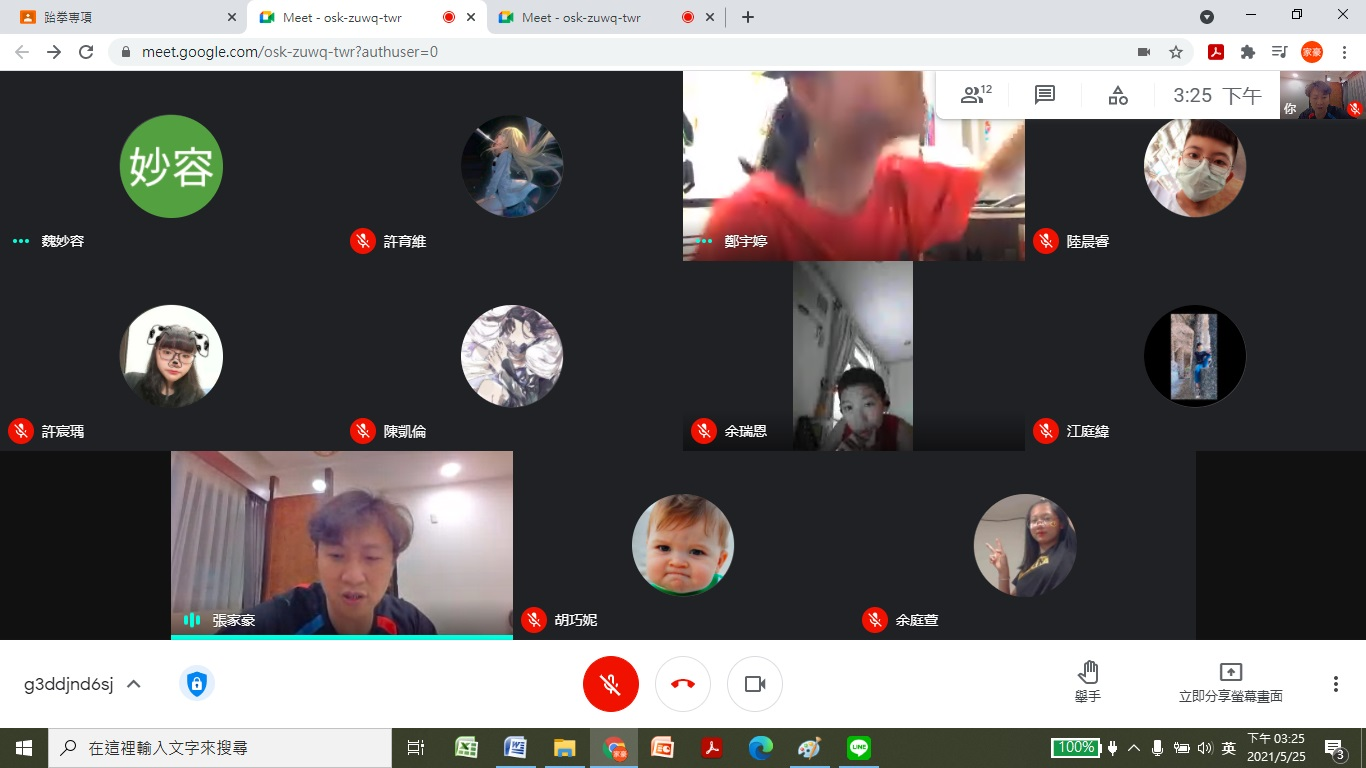 跆拳專項
Meet - osk-zuwq-twr
Meet - osk-zuwq-twr
meet.google.com/osk-zuwq-twr?authuser=0
家豪
12
3:25 下午
你
妙容
魏妙容
許育維
鄭宇婷
陸晨睿
許宸瑀
陳凱倫
余瑞恩
江庭緯
張家豪
胡巧妮
余庭萱
g3ddjnd6sj
舉手
立即分享螢幕畫面
在這裡輸入文字來搜尋
100%
英
下午 03:25
2021/5/25
3